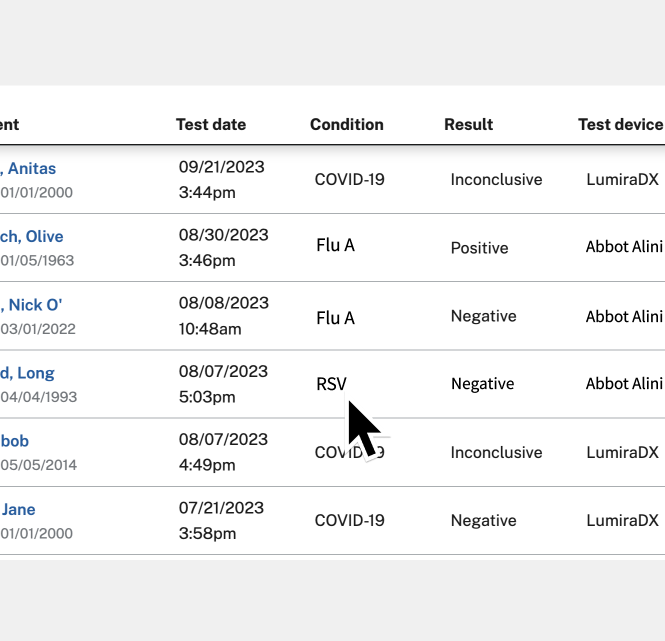 ent Test date Condition Result Test device
, Anitas 09/21/2023 COVID-19 Inconclusive LumiraDX
01/01/2000 3:44pm
ch, Olive 08/30/2023 Flu A Positive Abbot Alini
01/05/1963 3:46pm
, Nick O' 08/08/2023 Flu A Negative Abbot Alini
03/01/2022 10:48am
d, Long 08/07/2023 RSV Negative Abbot Alini
04/04/1993 5:03pm
bob 08/07/2023 COVID-19 Inconclusive LumiraDX
05/05/2014 4:49pm
Jane 07/21/2023 COVID-19 Negative LumiraDX
01/01/2000 3:58pm